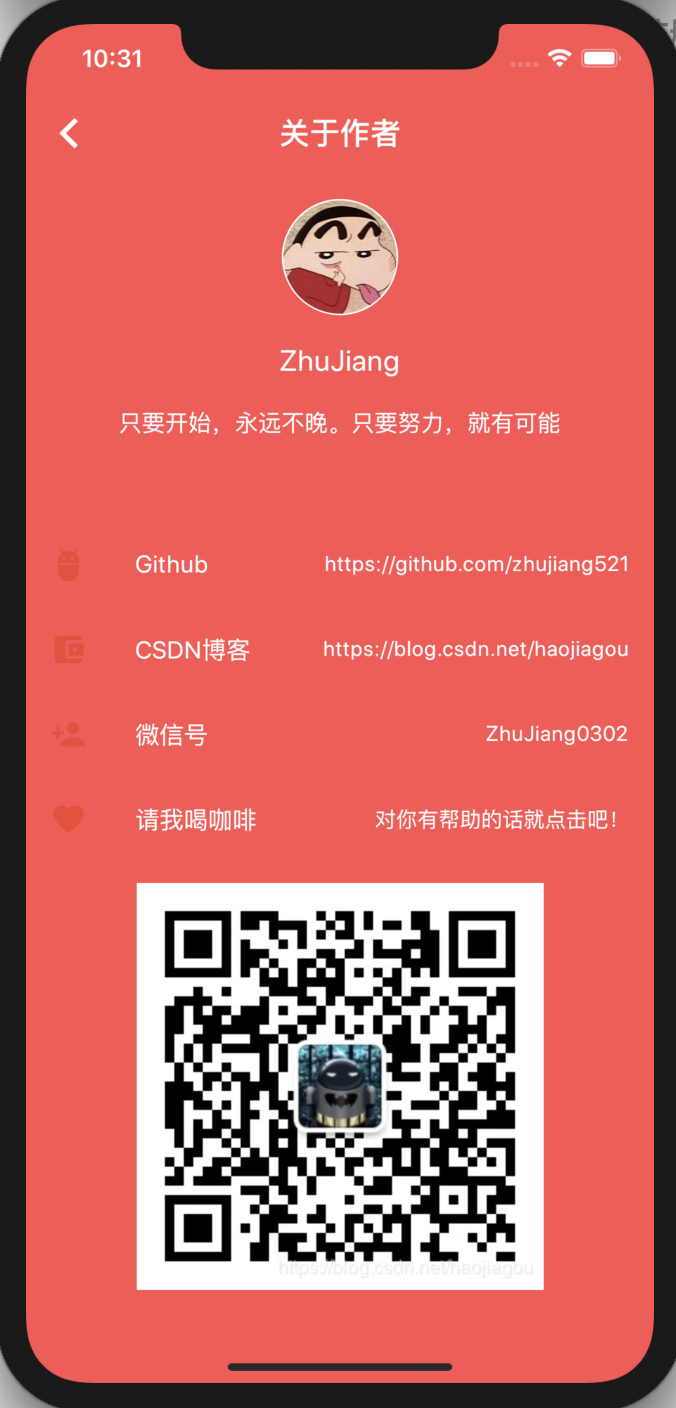 10:31
关于作者
ZhuJiang
只要开始，永远不晚。只要努力，就有可能
Github
https://github.com/zhujiang521
CSDN博客
https://blog.csdn.net/haojiagou
微信号
ZhuJiang0302
请我喝咖啡
对你有帮助的话就点击吧！
https://blog.csdn.net/haojiagou